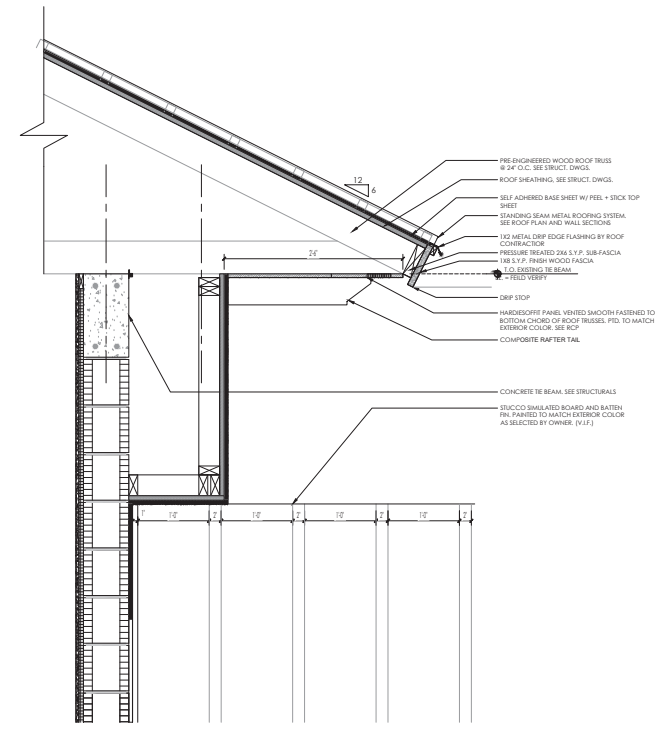 12
6
PRE-ENGINEERED WOOD ROOF TRUSS
@ 24" O.C. SEE STRUCT. DWGS.
ROOF SHEATHING, SEE STRUCT. DWGS.
SELF ADHERED BASE SHEET W/ PEEL + STICK TOP
SHEET
STANDING SEAM METAL ROOFING SYSTEM.
SEE ROOF PLAN AND WALL SECTIONS
1X2 METAL DRIP EDGE FLASHING BY ROOF
CONTRACTIOR
PRESSURE TREATED 2X6 S.Y.P. SUB-FASCIA
1X8 S.Y.P. FINISH WOOD FASCIA
T.O. EXISTING TIE BEAM
= FEILD VERIFY
2'-6"
DRIP STOP
HARDIESOFFIT PANEL VENTED SMOOTH FASTENED TO
BOTTOM CHORD OF ROOF TRUSSES. PTD. TO MATCH
EXTERIOR COLOR. SEE RCP
COMPOSITE RAFTER TAIL
CONCRETE TIE BEAM. SEE STRUCTURALS
STUCCO SIMULATED BOARD AND BATTEN
FIN. PAINTED TO MATCH EXTERIOR COLOR
AS SELECTED BY OWNER. (V.I.F.)
1" 1'-0" 2" 1'-0" 2" 1'-0" 2" 1'-0" 2"